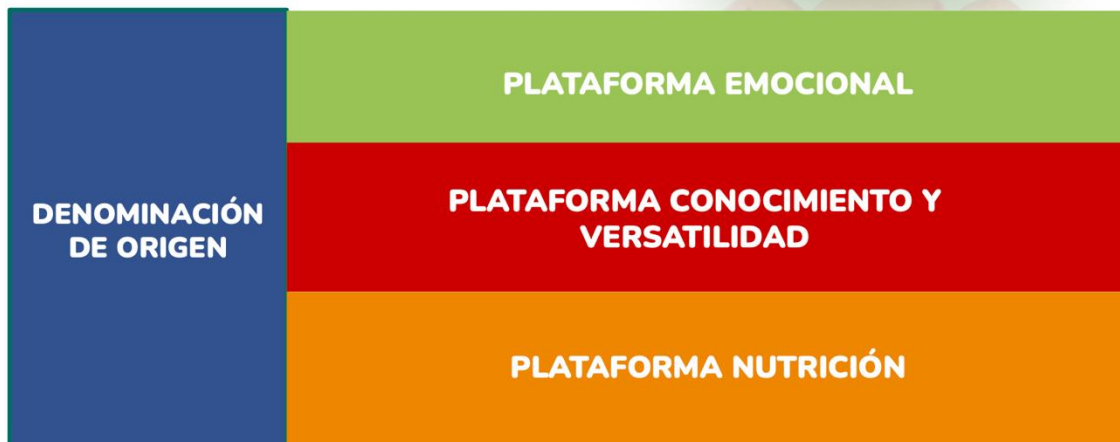 DENOMINACIÓN
DE ORIGEN
PLATAFORMA EMOCIONAL
PLATAFORMA CONOCIMIENTO Y
VERSATILIDAD
PLATAFORMA NUTRICIÓN